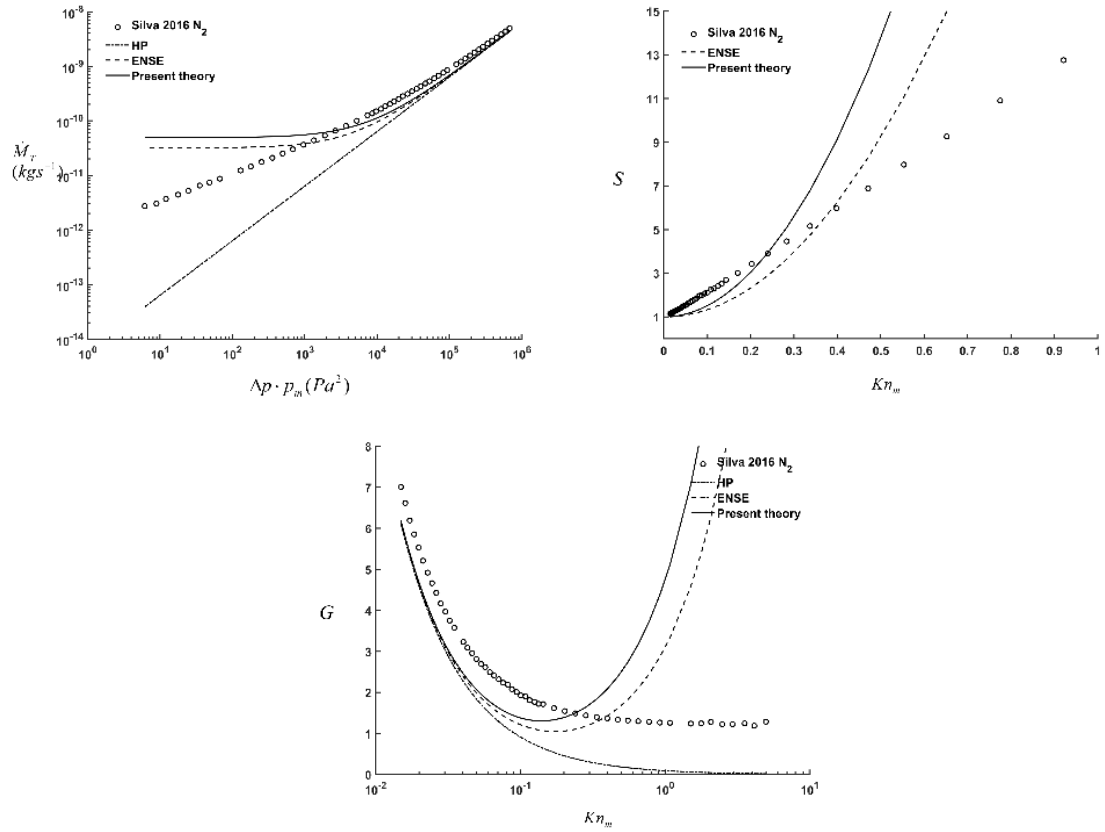 10⁻⁸
10⁻⁹
10⁻¹⁰
10⁻¹¹
10⁻¹²
10⁻¹³
10⁻¹⁴
Ṁ_T
(kgs⁻¹)
Silva 2016 N₂
HP
ENSE
Present theory
10⁰ 10¹ 10² 10³ 10⁴ 10⁵ 10⁶
Δp · p_m (Pa²)
15
13
11
9
7
5
3
1
S
Silva 2016 N₂
ENSE
Present theory
0 0.1 0.2 0.3 0.4 0.5 0.6 0.7 0.8 0.9 1
Kn_m
8
7
6
5
4
3
2
1
0
G
Silva 2016 N₂
HP
ENSE
Present theory
10⁻² 10⁻¹ 10⁰ 10¹
Kn_m